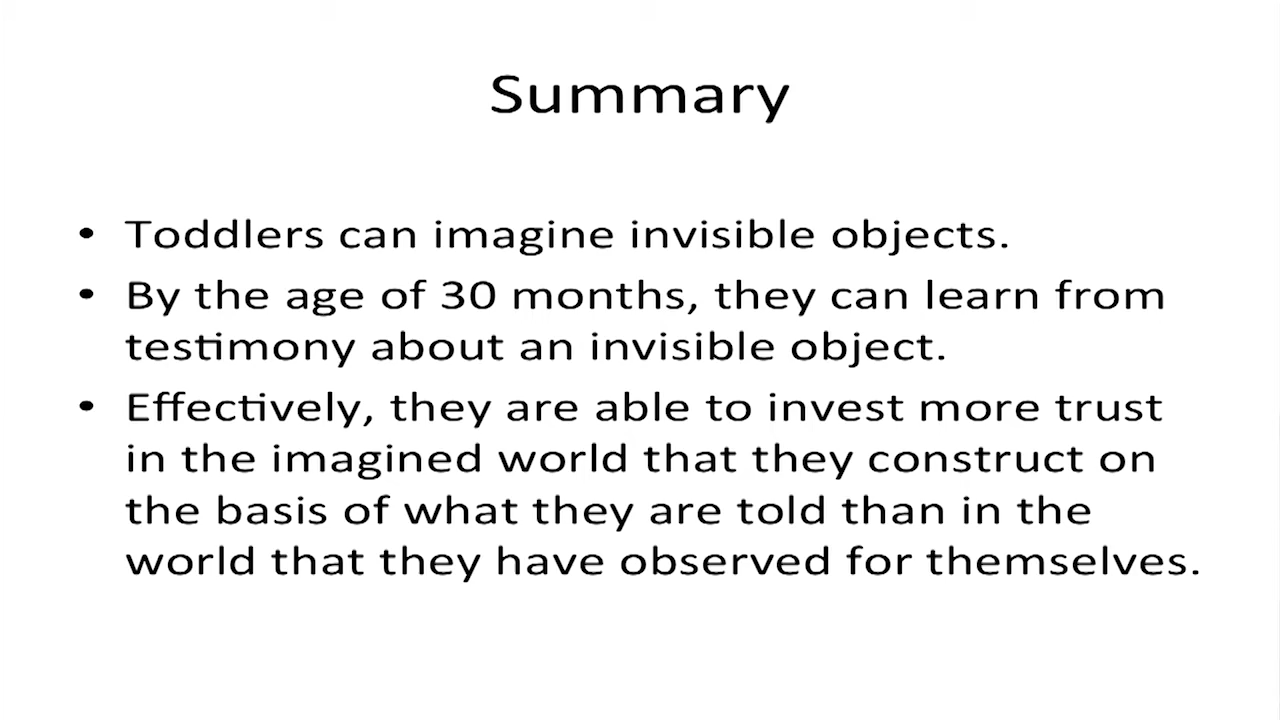 Summary
• Toddlers can imagine invisible objects.
• By the age of 30 months, they can learn from
testimony about an invisible object.
• Effectively, they are able to invest more trust
in the imagined world that they construct on
the basis of what they are told than in the
world that they have observed for themselves.